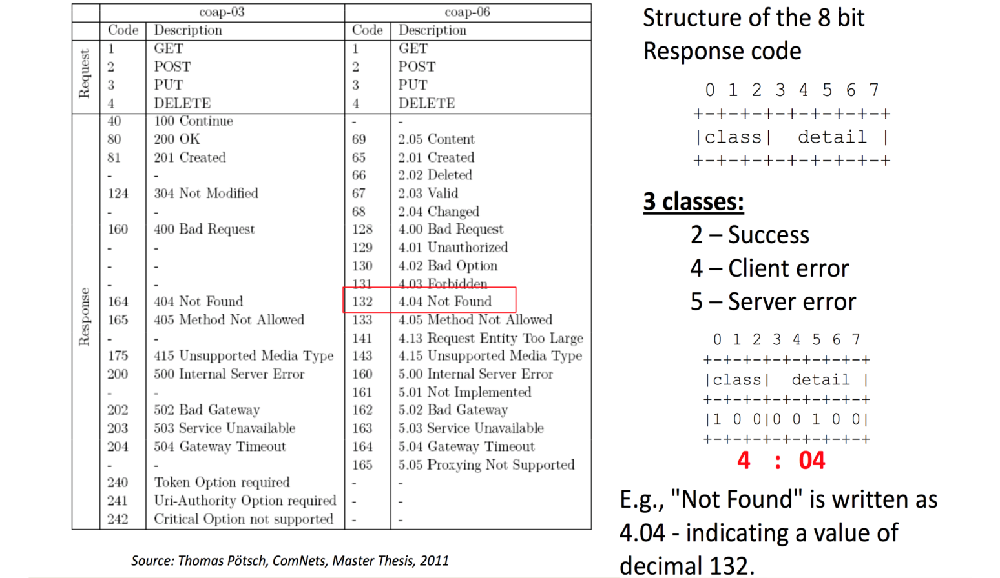 coap-03 coap-06
Code Description Code Description
Request
1 GET 1 GET
2 POST 2 POST
3 PUT 3 PUT
4 DELETE 4 DELETE
Response
40 100 Continue - -
80 200 OK 69 2.05 Content
81 201 Created 65 2.01 Created
- - 66 2.02 Deleted
124 304 Not Modified 67 2.03 Valid
- - 68 2.04 Changed
160 400 Bad Request 128 4.00 Bad Request
- - 129 4.01 Unauthorized
- - 130 4.02 Bad Option
- - 131 4.03 Forbidden
164 404 Not Found 132 4.04 Not Found
165 405 Method Not Allowed 133 4.05 Method Not Allowed
- - 141 4.13 Request Entity Too Large
175 415 Unsupported Media Type 143 4.15 Unsupported Media Type
200 500 Internal Server Error 160 5.00 Internal Server Error
- - 161 5.01 Not Implemented
202 502 Bad Gateway 162 5.02 Bad Gateway
203 503 Service Unavailable 163 5.03 Service Unavailable
204 504 Gateway Timeout 164 5.04 Gateway Timeout
- - 165 5.05 Proxying Not Supported
240 Token Option required - -
241 Uri-Authority Option required - -
242 Critical Option not supported - -
Source: Thomas Pötsch, ComNets, Master Thesis, 2011
Structure of the 8 bit
Response code
0 1 2 3 4 5 6 7
+-+-+-+-+-+-+-+-+
|class|  detail |
+-+-+-+-+-+-+-+-+
3 classes:
2 – Success
4 – Client error
5 – Server error
0 1 2 3 4 5 6 7
+-+-+-+-+-+-+-+-+
|class|  detail |
+-+-+-+-+-+-+-+-+
|1 0 0|0 0 1 0 0|
+-+-+-+-+-+-+-+-+
4 : 04
E.g., "Not Found" is written as
4.04 - indicating a value of
decimal 132.